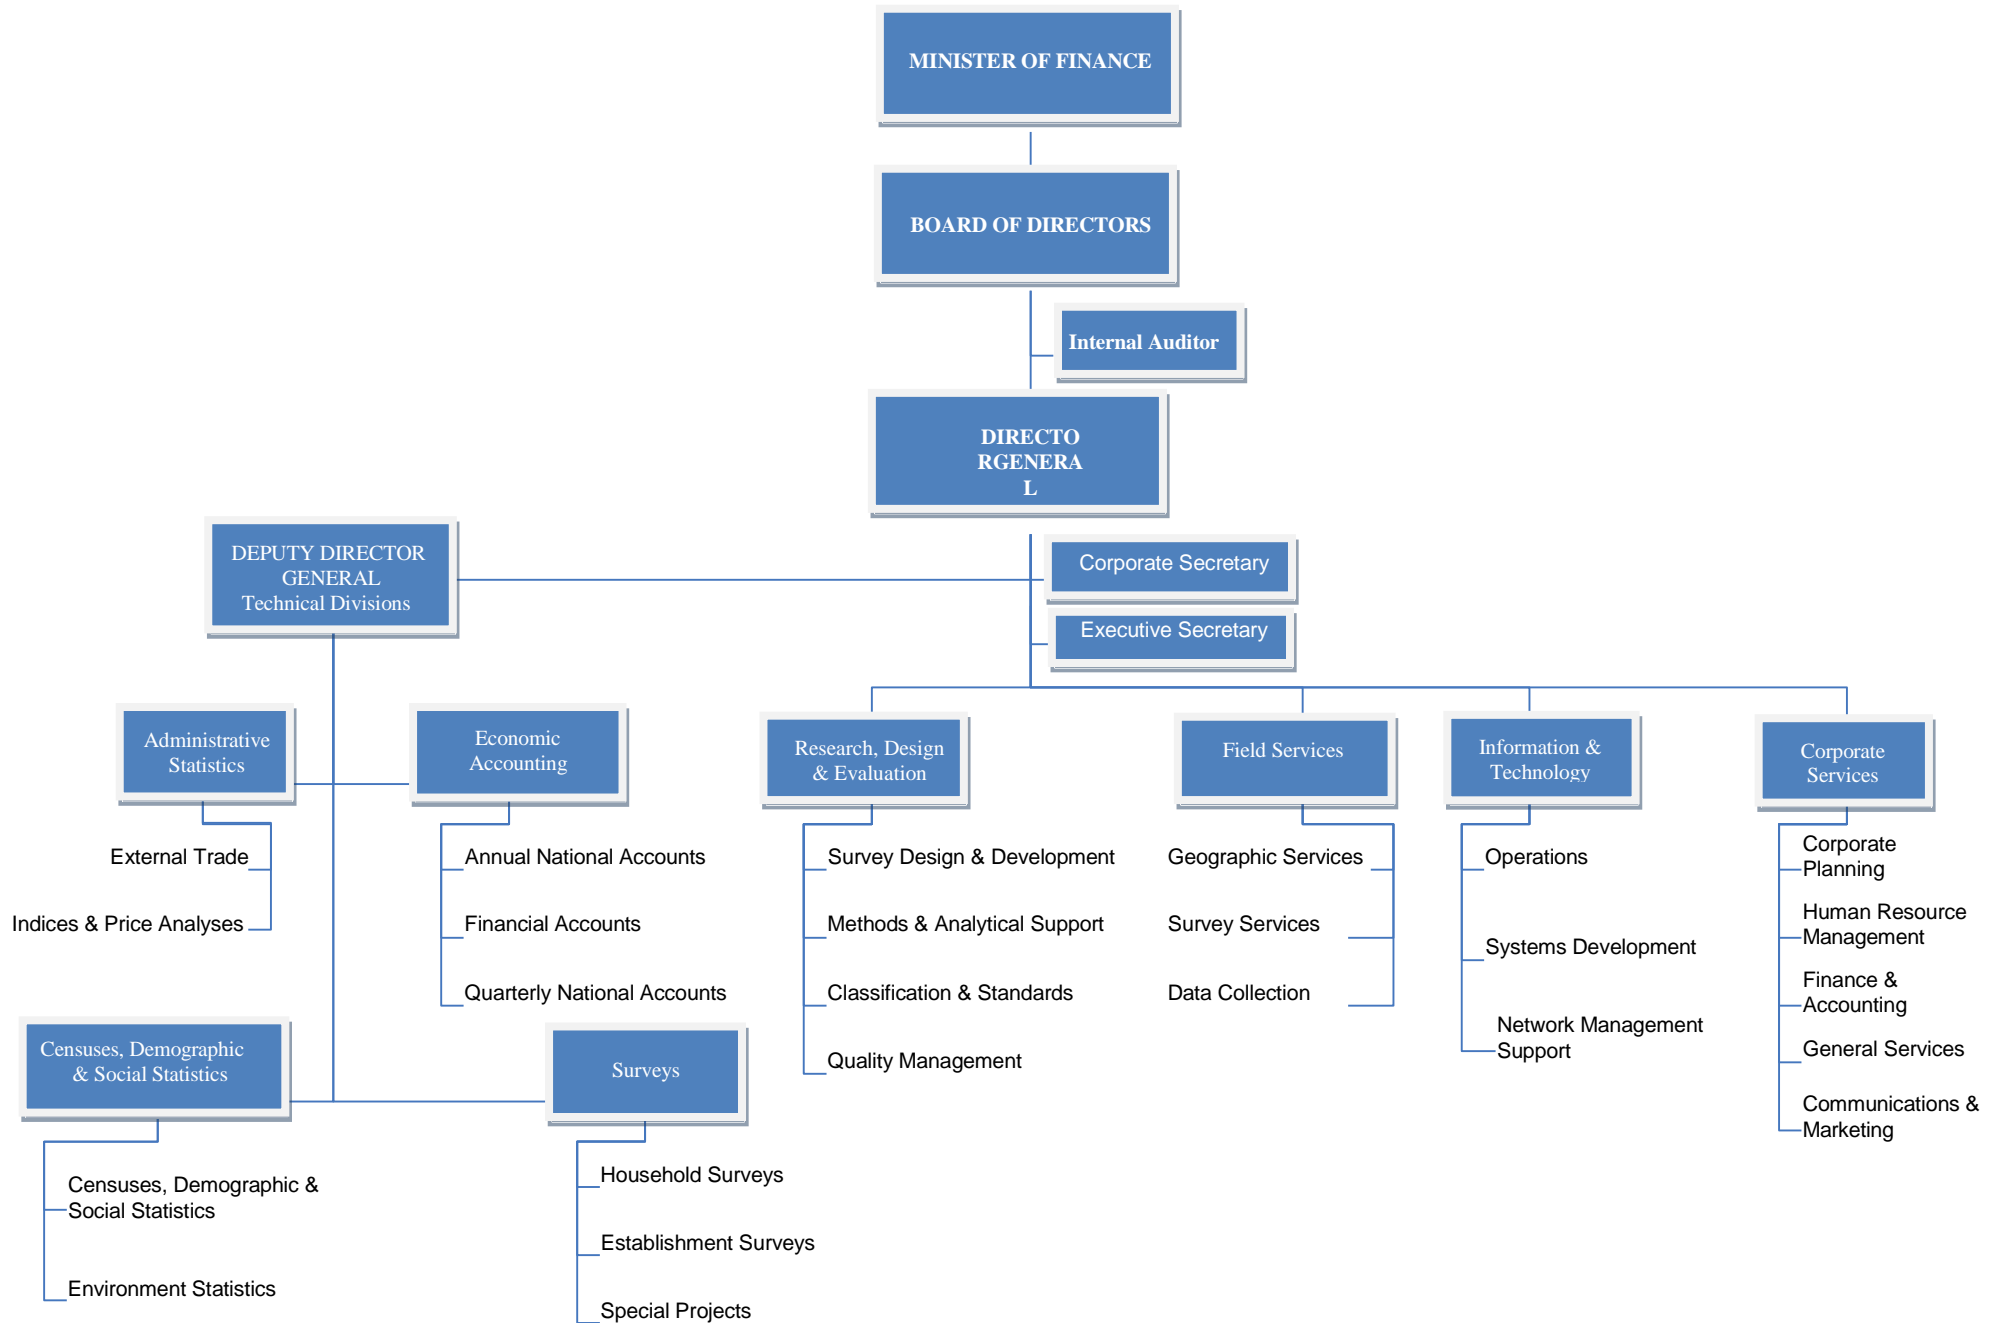 MINISTER OF FINANCE
BOARD OF DIRECTORS
Internal Auditor
DIRECTO
RGENERA
L
DEPUTY DIRECTOR
GENERAL
Technical Divisions
Corporate Secretary
Executive Secretary
Administrative
Statistics
Economic
Accounting
Research, Design
& Evaluation
Field Services
Information &
Technology
Corporate
Services
External Trade
Indices & Price Analyses
Annual National Accounts
Financial Accounts
Quarterly National Accounts
Survey Design & Development
Methods & Analytical Support
Classification & Standards
Quality Management
Geographic Services
Survey Services
Data Collection
Operations
Systems Development
Network Management
Support
Corporate
Planning
Human Resource
Management
Finance &
Accounting
General Services
Communications &
Marketing
Censuses, Demographic
& Social Statistics
Surveys
Censuses, Demographic &
Social Statistics
Environment Statistics
Household Surveys
Establishment Surveys
Special Projects